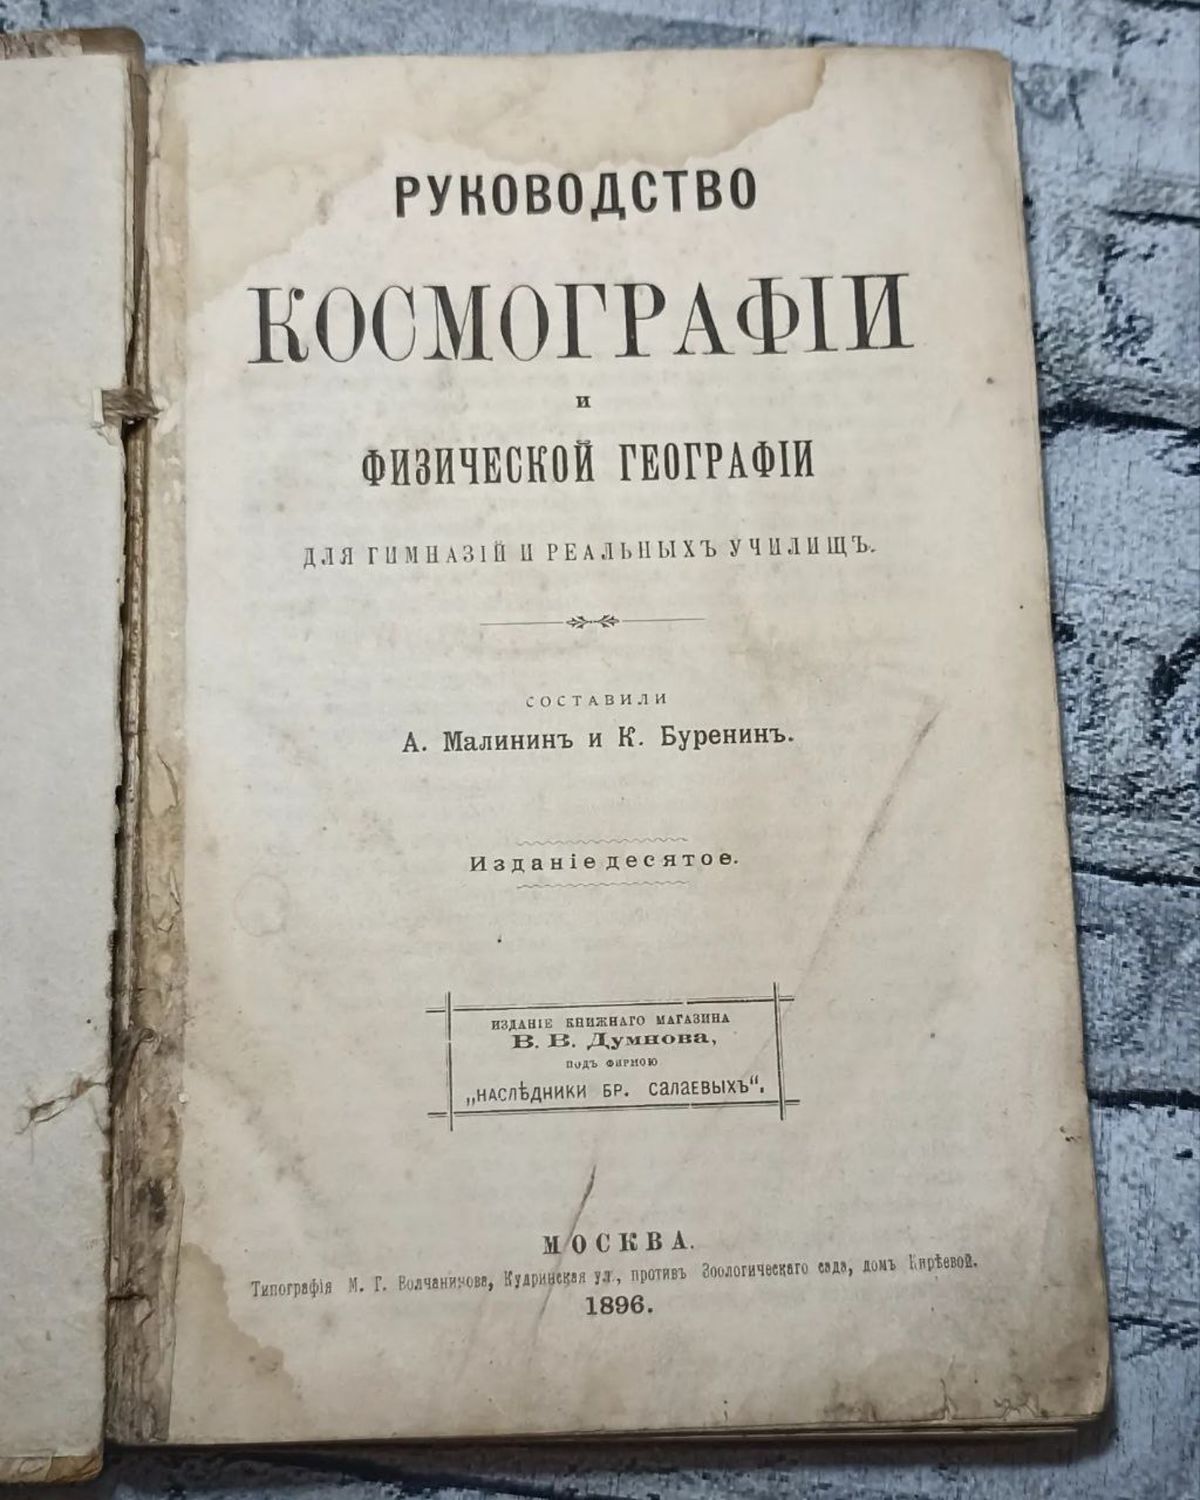 РУКОВОДСТВО
КОСМОГРАФІИ
и
ФИЗИЧЕСКОЙ ГЕОГРАФІИ
ДЛЯ ГИМНАЗІЙ И РЕАЛЬНЫХЪ УЧИЛИЩЪ.
СОСТАВИЛИ
А. Малининъ и К. Буренинъ.
Изданіе десятое.
ИЗДАНІЕ КНИЖНАГО МАГАЗИНА
В. В. Думнова,
ПОДЪ ФИРМОЮ
„НАСЛѢДНИКИ БР. САЛАЕВЫХЪ“.
МОСКВА.
Типографія М. Г. Волчанинова, Кудринская ул., противъ Зоологическаго сада, домъ Кирѣевой.
1896.